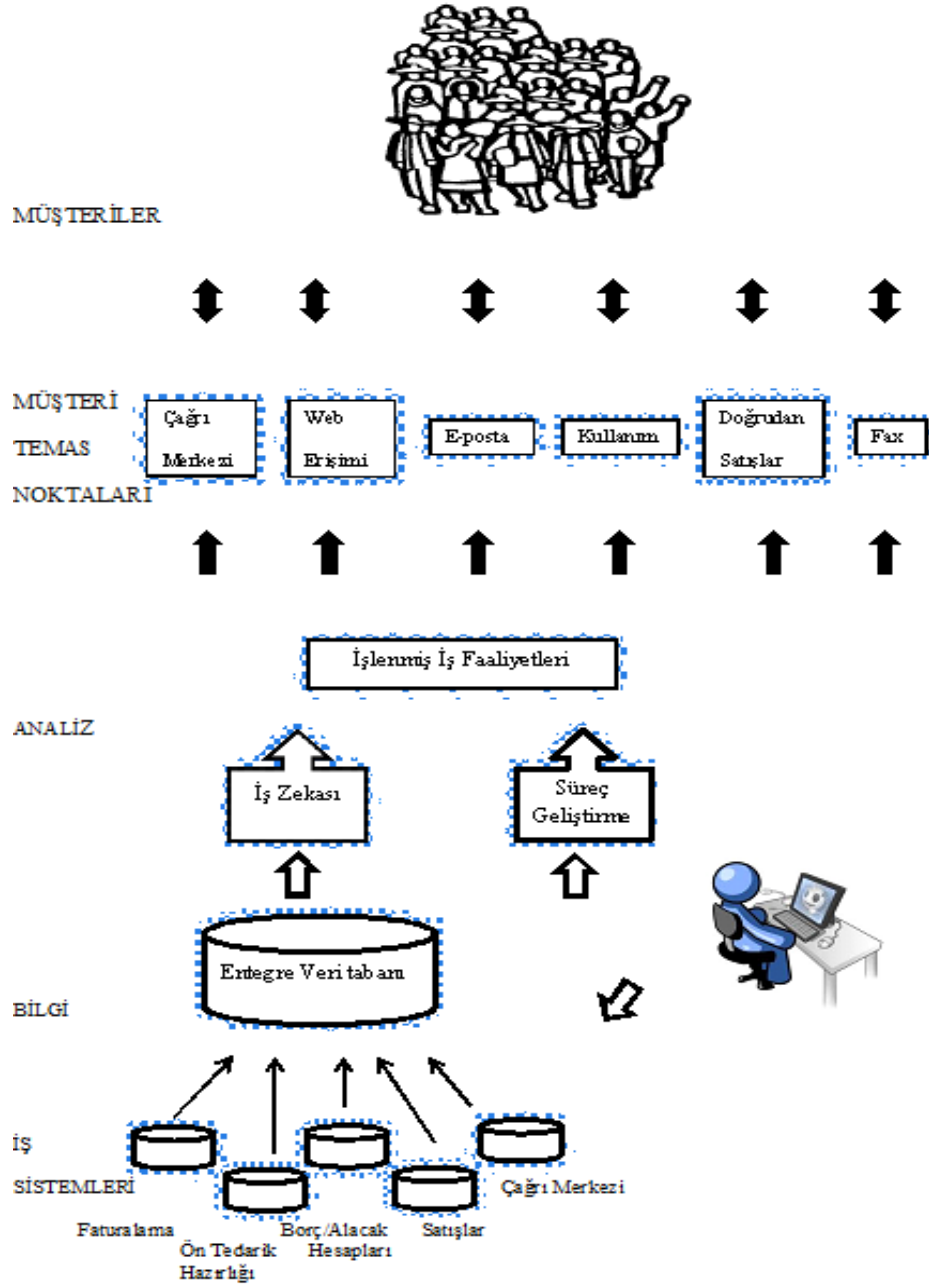 MÜŞTERİLER
MÜŞTERİ
TEMAS
NOKTALARİ
Çağrı
Merkezi
Web
Erişimi
E-posta
Kullanım
Doğrudan
Satışlar
Fax
İşlenmiş İş Faaliyetleri
ANALİZ
İş Zekası
Süreç
Geliştirme
Entegre Veri tabanı
BİLGİ
İŞ
SİSTEMLERİ
Çağrı Merkezi
Faturalama
Ön Tedarik
Hazırlığı
Borç/Alacak
Hesapları
Satışlar